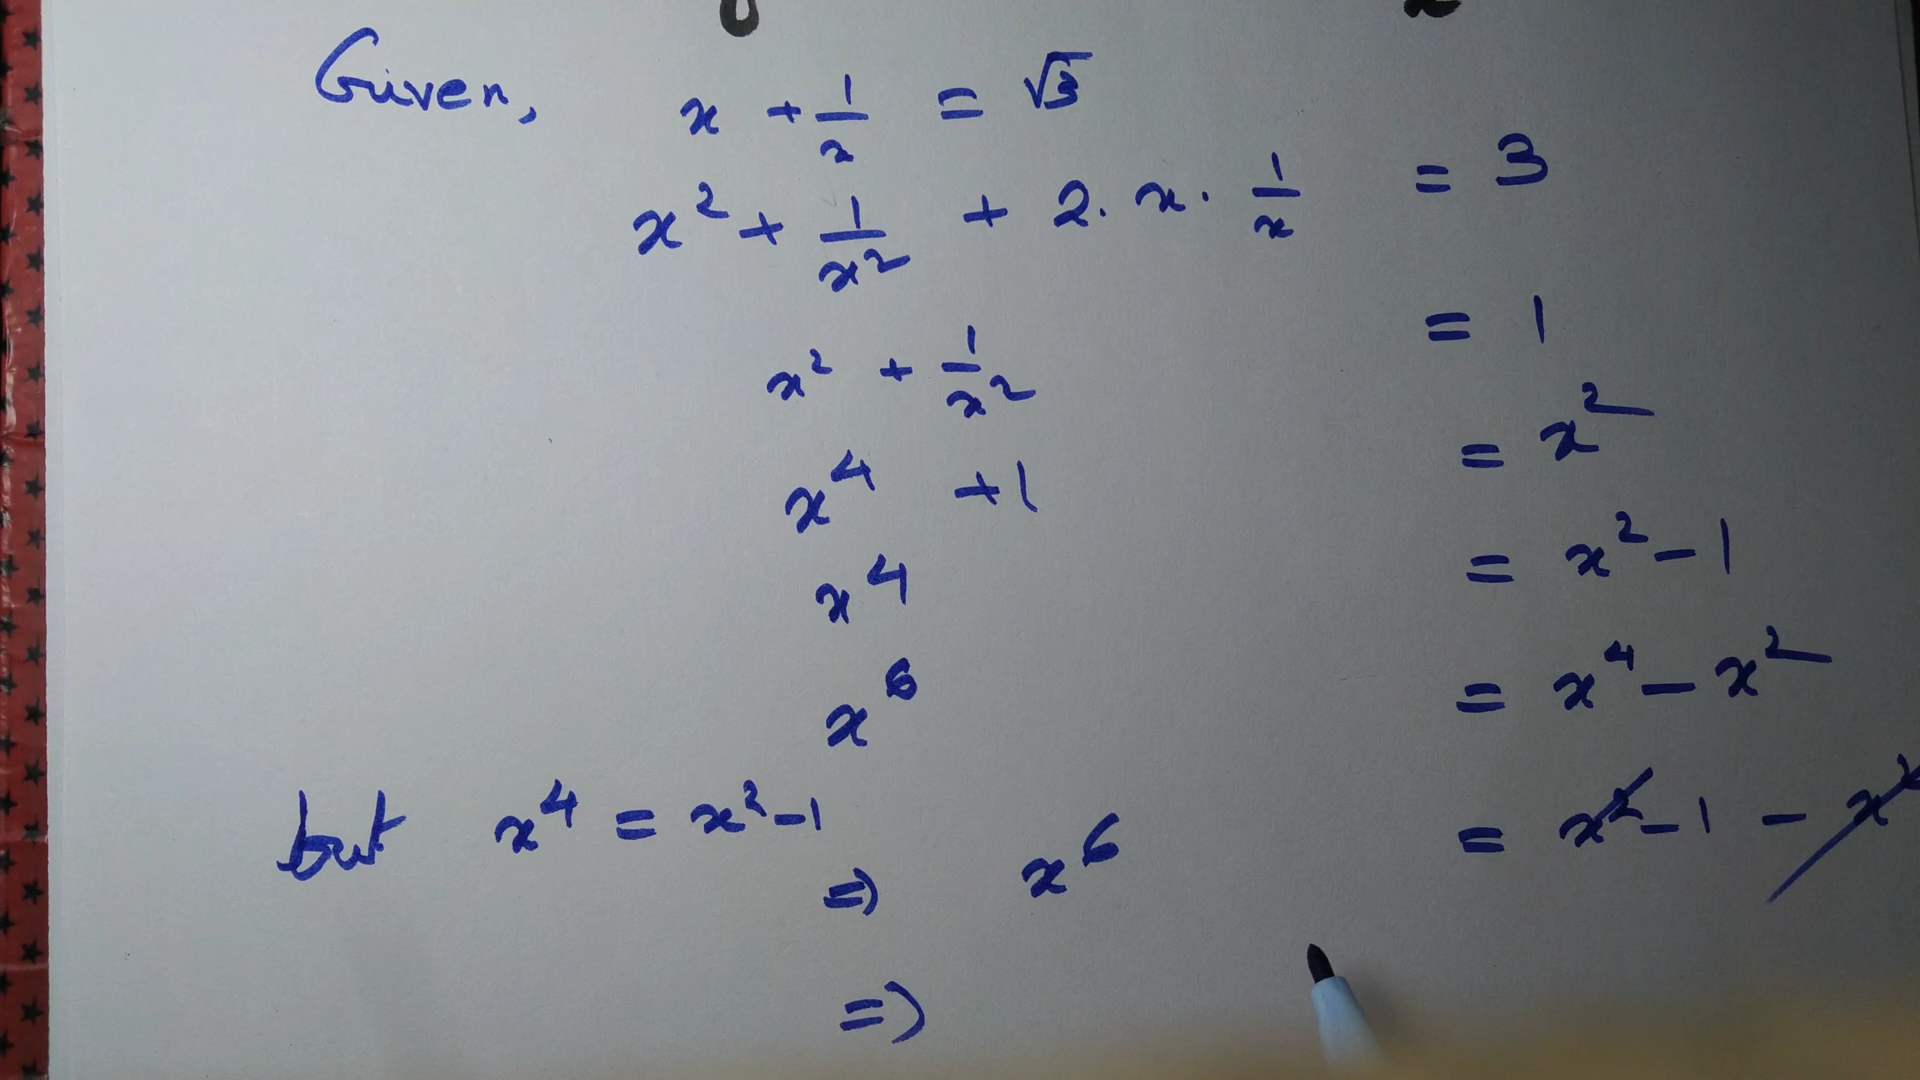 Given, x + 1/x = √3
x² + 1/x² + 2. x. 1/x = 3
x² + 1/x² = 1
x⁴ + 1 = x²
x⁴ = x² - 1
x⁶ = x⁴ - x²
but x⁴ = x² - 1
=) x⁶ = x² - 1 - x²
=)